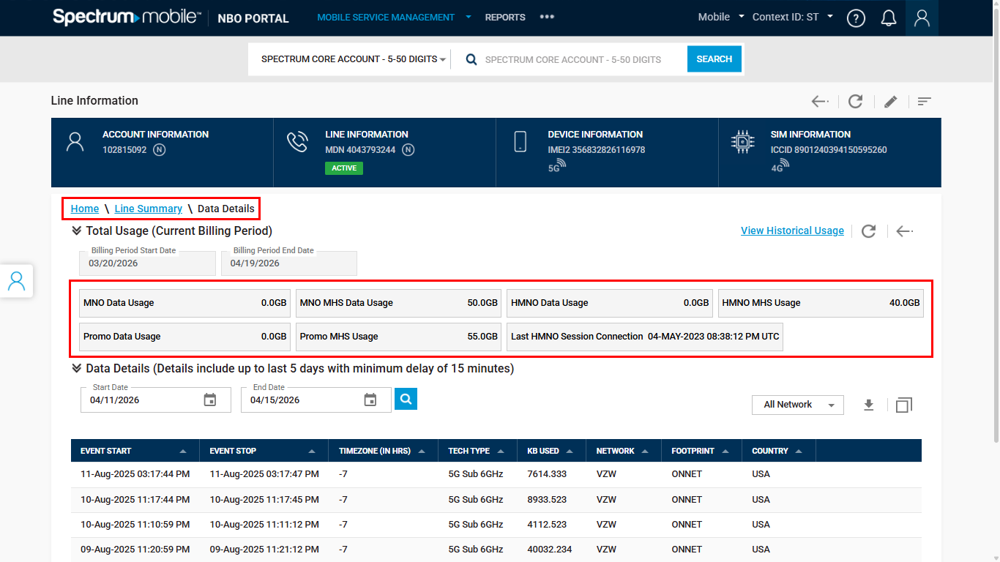 Spectrum mobile™ NBO PORTAL MOBILE SERVICE MANAGEMENT REPORTS ••• Mobile Context ID: ST ?
SPECTRUM CORE ACCOUNT - 5-50 DIGITS SPECTRUM CORE ACCOUNT - 5-50 DIGITS SEARCH
Line Information
ACCOUNT INFORMATION LINE INFORMATION DEVICE INFORMATION SIM INFORMATION
102815092 N MDN 4043793244 N IMEI2 356832826116978 ICCID 8901240394150595260
ACTIVE 5G 4G
Home \ Line Summary \ Data Details
Total Usage (Current Billing Period) View Historical Usage
Billing Period Start Date Billing Period End Date
03/20/2026 04/19/2026
MNO Data Usage 0.0GB MNO MHS Data Usage 50.0GB HMNO Data Usage 0.0GB HMNO MHS Usage 40.0GB
Promo Data Usage 0.0GB Promo MHS Usage 55.0GB Last HMNO Session Connection 04-MAY-2023 08:38:12 PM UTC
Data Details (Details include up to last 5 days with minimum delay of 15 minutes)
Start Date End Date
04/11/2026 04/15/2026 All Network
EVENT START EVENT STOP TIMEZONE (IN HRS) TECH TYPE KB USED NETWORK FOOTPRINT COUNTRY
11-Aug-2025 03:17:44 PM 11-Aug-2025 03:17:47 PM -7 5G Sub 6GHz 7614.333 VZW ONNET USA
10-Aug-2025 11:17:44 PM 10-Aug-2025 11:17:45 PM -7 5G Sub 6GHz 8933.523 VZW ONNET USA
10-Aug-2025 11:10:59 PM 10-Aug-2025 11:11:12 PM -7 5G Sub 6GHz 4112.523 VZW ONNET USA
09-Aug-2025 11:20:59 PM 09-Aug-2025 11:21:12 PM -7 5G Sub 6GHz 40032.234 VZW ONNET USA